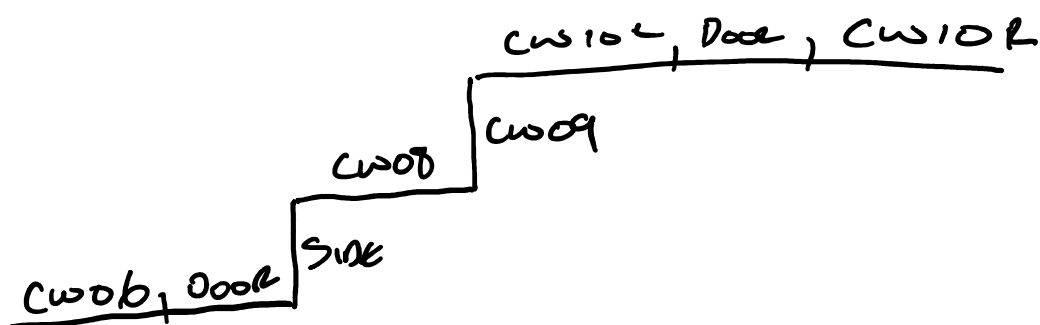 CW10L, DOOR, CW10R
CW09
CW08
SIDE
CW06, DOOR